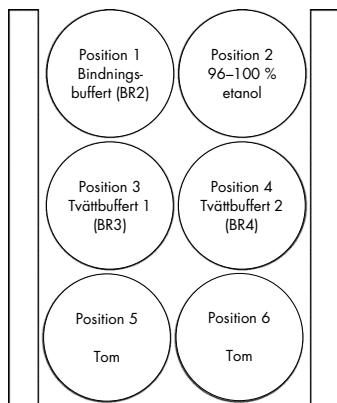 Position 1
Bindnings-
buffert (BR2)
Position 2
96–100 %
etanol
Position 3
Tvättbuffert 1
(BR3)
Position 4
Tvättbuffert 2
(BR4)
Position 5
Tom
Position 6
Tom